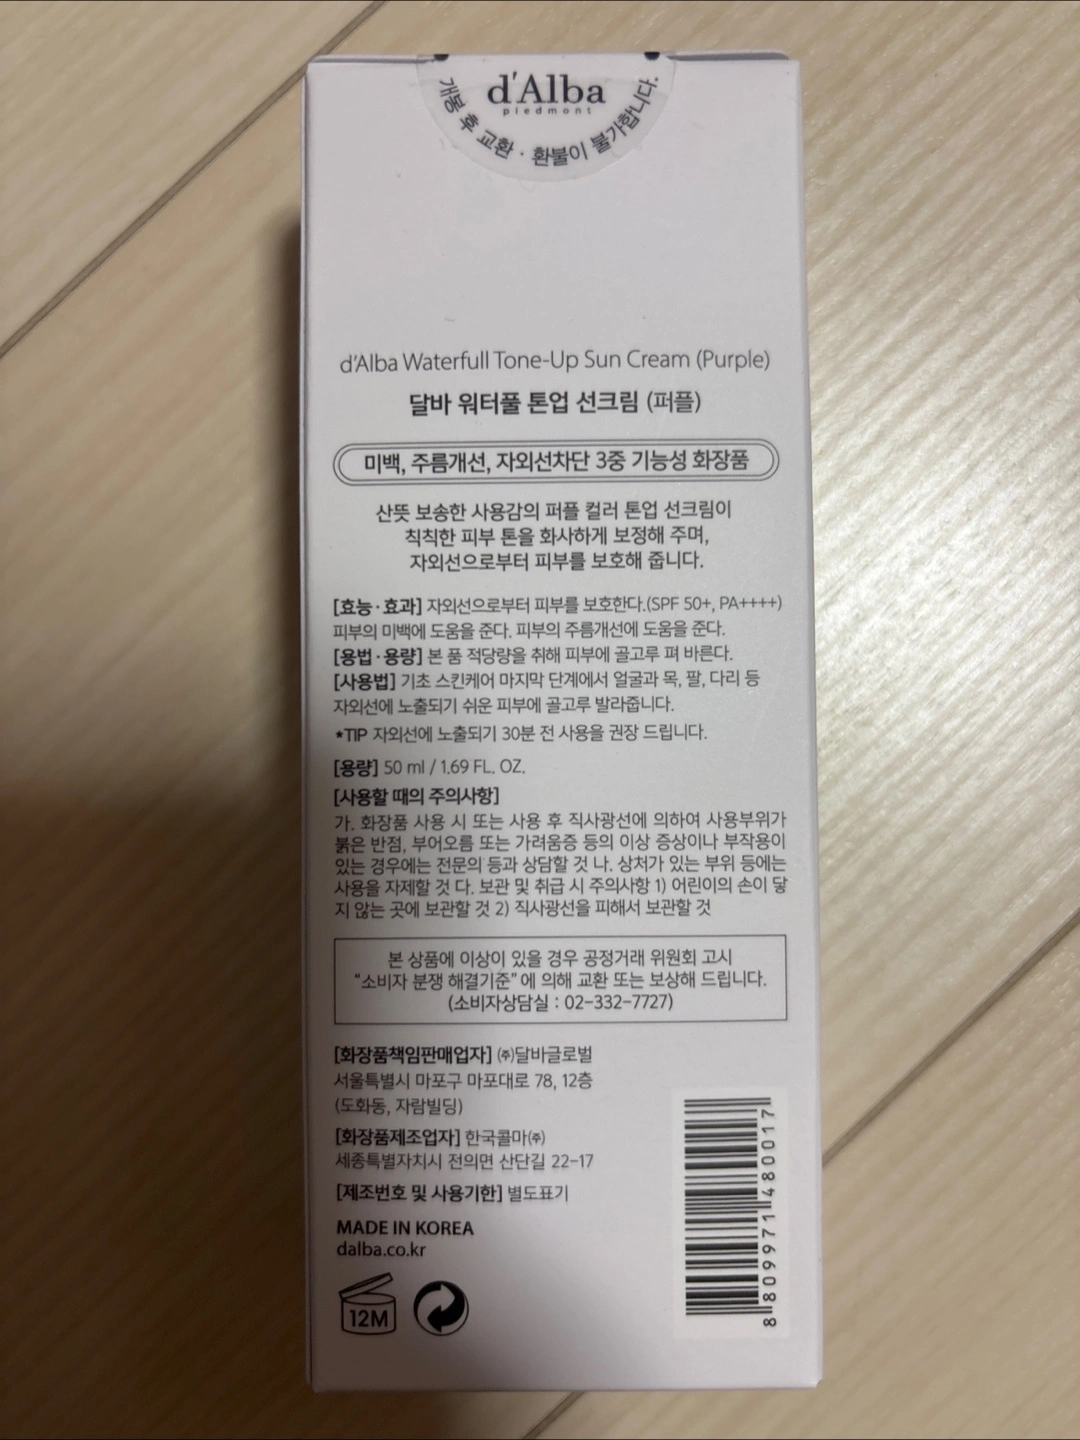 d'Alba
piedmont
개봉 후 교환 · 환불이 불가합니다.
d'Alba Waterfull Tone-Up Sun Cream (Purple)
달바 워터풀 톤업 선크림 (퍼플)
미백, 주름개선, 자외선차단 3중 기능성 화장품
산뜻 보송한 사용감의 퍼플 컬러 톤업 선크림이
칙칙한 피부 톤을 화사하게 보정해 주며,
자외선으로부터 피부를 보호해 줍니다.
[효능·효과] 자외선으로부터 피부를 보호한다.(SPF 50+, PA++++)
피부의 미백에 도움을 준다. 피부의 주름개선에 도움을 준다.
[용법·용량] 본 품 적당량을 취해 피부에 골고루 펴 바른다.
[사용법] 기초 스킨케어 마지막 단계에서 얼굴과 목, 팔, 다리 등
자외선에 노출되기 쉬운 피부에 골고루 발라줍니다.
*TIP 자외선에 노출되기 30분 전 사용을 권장 드립니다.
[용량] 50 ml / 1.69 FL. OZ.
[사용할 때의 주의사항]
가. 화장품 사용 시 또는 사용 후 직사광선에 의하여 사용부위가
붉은 반점, 부어오름 또는 가려움증 등의 이상 증상이나 부작용이
있는 경우에는 전문의 등과 상담할 것 나. 상처가 있는 부위 등에는
사용을 자제할 것 다. 보관 및 취급 시 주의사항 1) 어린이의 손이 닿
지 않는 곳에 보관할 것 2) 직사광선을 피해서 보관할 것
본 상품에 이상이 있을 경우 공정거래 위원회 고시
“소비자 분쟁 해결기준” 에 의해 교환 또는 보상해 드립니다.
(소비자상담실 : 02-332-7727)
[화장품책임판매업자] ㈜달바글로벌
서울특별시 마포구 마포대로 78, 12층
(도화동, 자람빌딩)
[화장품제조업자] 한국콜마㈜
세종특별자치시 전의면 산단길 22-17
[제조번호 및 사용기한] 별도표기
MADE IN KOREA
dalba.co.kr
12M
8 809971 480017